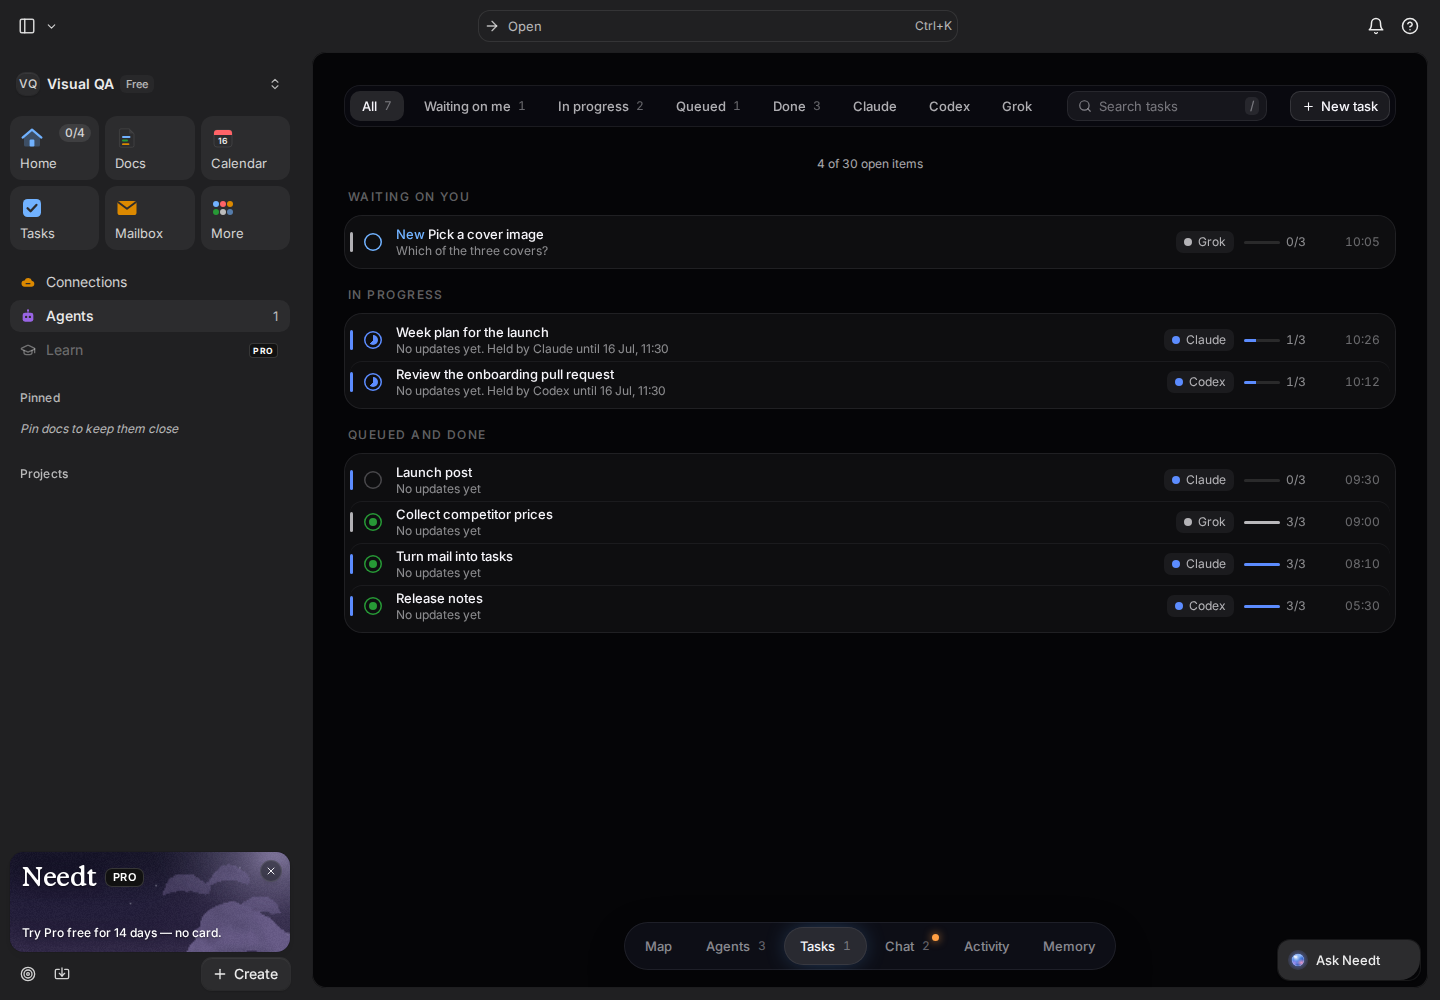 Open
Ctrl+K
VQ Visual QA Free
0/4
Home
Docs
16
Calendar
Tasks
Mailbox
More
Connections
Agents 1
Learn PRO
Pinned
Pin docs to keep them close
Projects
Needt PRO
Try Pro free for 14 days — no card.
Create
All 7
Waiting on me 1
In progress 2
Queued 1
Done 3
Claude
Codex
Grok
Search tasks /
New task
4 of 30 open items
WAITING ON YOU
New Pick a cover image
Which of the three covers?
Grok 0/3 10:05
IN PROGRESS
Week plan for the launch
No updates yet. Held by Claude until 16 Jul, 11:30
Claude 1/3 10:26
Review the onboarding pull request
No updates yet. Held by Codex until 16 Jul, 11:30
Codex 1/3 10:12
QUEUED AND DONE
Launch post
No updates yet
Claude 0/3 09:30
Collect competitor prices
No updates yet
Grok 3/3 09:00
Turn mail into tasks
No updates yet
Claude 3/3 08:10
Release notes
No updates yet
Codex 3/3 05:30
Map
Agents 3
Tasks 1
Chat 2
Activity
Memory
Ask Needt